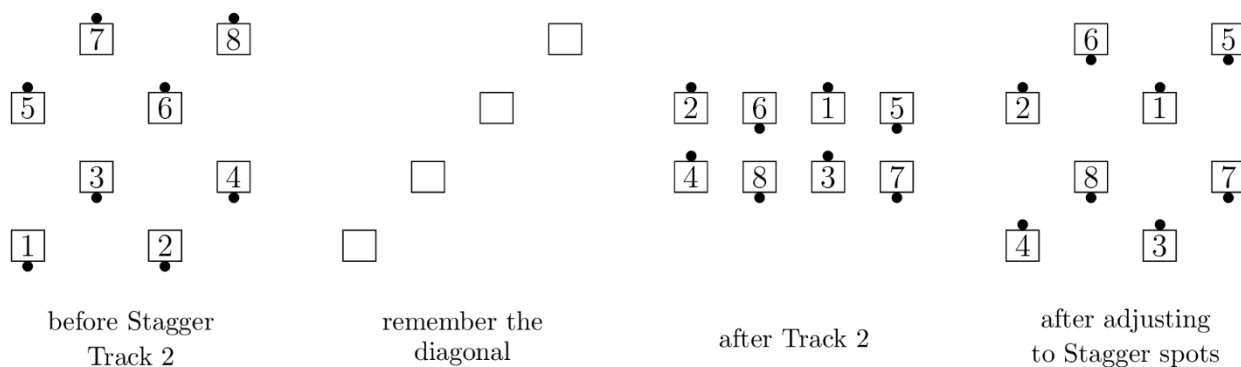 7 8
5 6
3 4
1 2
before Stagger
Track 2
remember the
diagonal
2 6 1 5
4 8 3 7
after Track 2
6 5
2 1
8 7
4 3
after adjusting
to Stagger spots